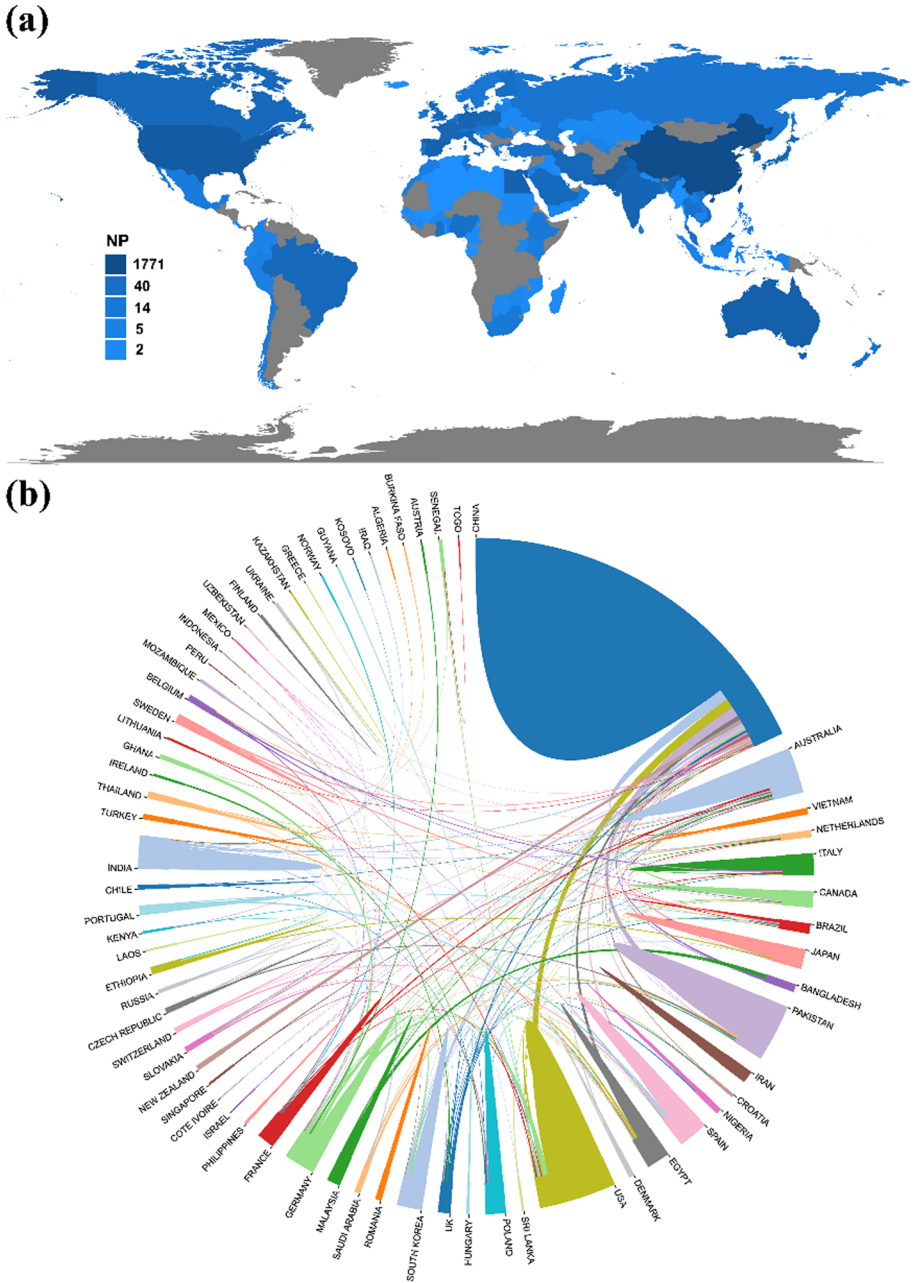 (a)
NP
1771
40
14
5
2
(b)
CHINA
AUSTRALIA
VIETNAM
NETHERLANDS
ITALY
CANADA
BRAZIL
JAPAN
BANGLADESH
PAKISTAN
IRAN
CROATIA
NIGERIA
SPAIN
EGYPT
DENMARK
USA
SRI LANKA
POLAND
HUNGARY
UK
SOUTH KOREA
ROMANIA
SAUDI ARABIA
MALAYSIA
GERMANY
FRANCE
PHILIPPINES
ISRAEL
COTE IVOIRE
SINGAPORE
NEW ZEALAND
SLOVAKIA
SWITZERLAND
CZECH REPUBLIC
RUSSIA
ETHIOPIA
LAOS
KENYA
PORTUGAL
CHILE
INDIA
TURKEY
THAILAND
IRELAND
GHANA
LITHUANIA
SWEDEN
BELGIUM
MOZAMBIQUE
PERU
INDONESIA
MEXICO
UZBEKISTAN
FINLAND
UKRAINE
KAZAKHSTAN
GREECE
NORWAY
GUYANA
KOSOVO
IRAQ
ALGERIA
BURKINA FASO
AUSTRIA
SENEGAL
TOGO